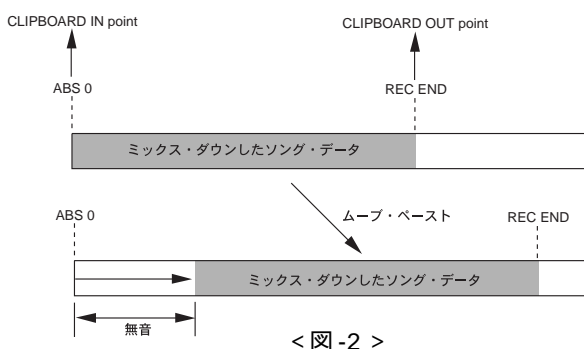 CLIPBOARD IN point
CLIPBOARD OUT point
ABS 0
REC END
ミックス・ダウンしたソング・データ
ムーブ・ペースト
ABS 0
REC END
ミックス・ダウンしたソング・データ
無音
< 図 -2 >